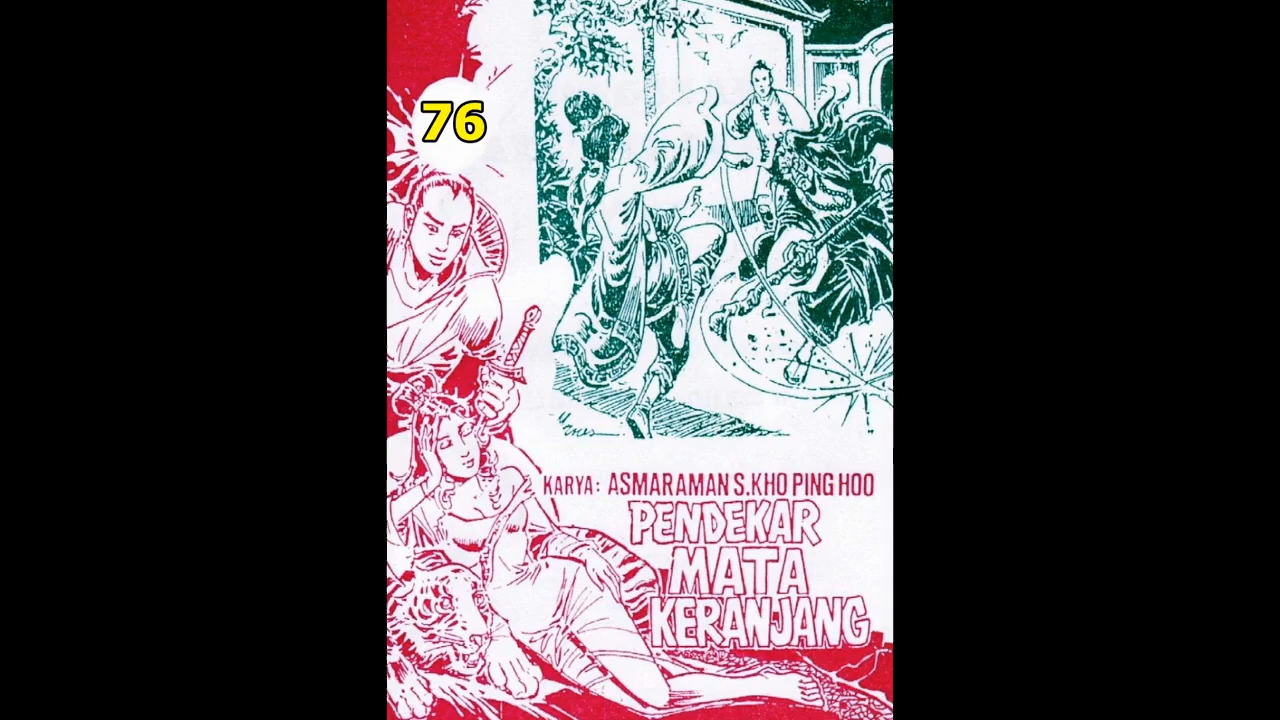 76
KARYA: ASMARAMAN S.KHO PING HOO
PENDEKAR
MATA
KERANJANG